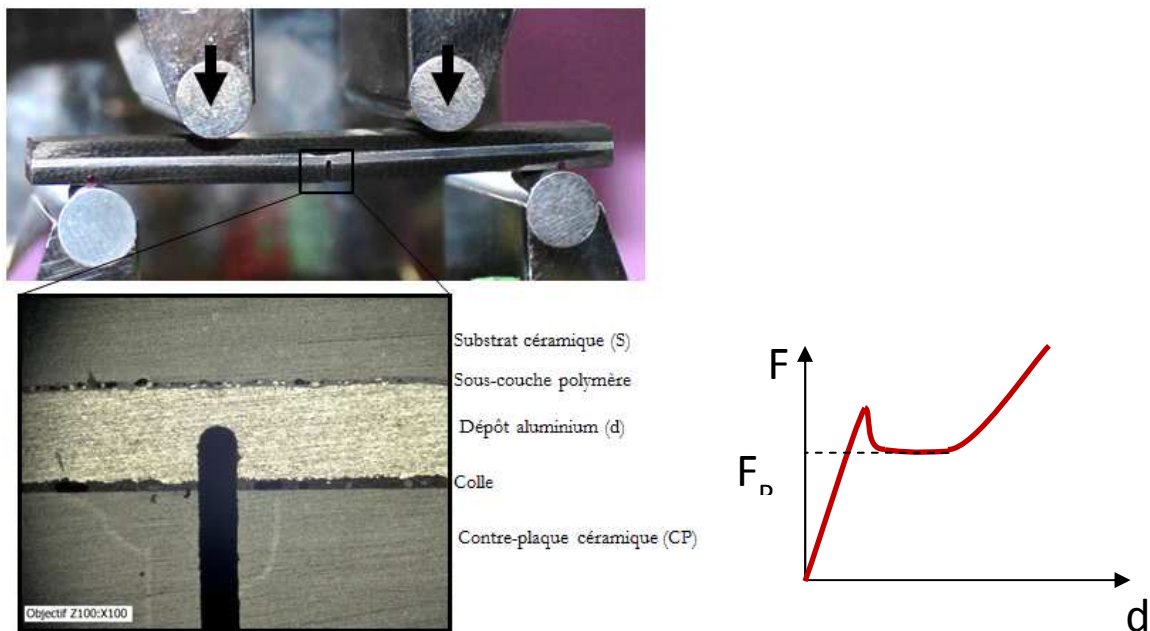 Substrat céramique (S)
Sous-couche polymère
Dépôt aluminium (d)
Colle
Contre-plaque céramique (CP)
Objectif Z100:X100
F
F
d